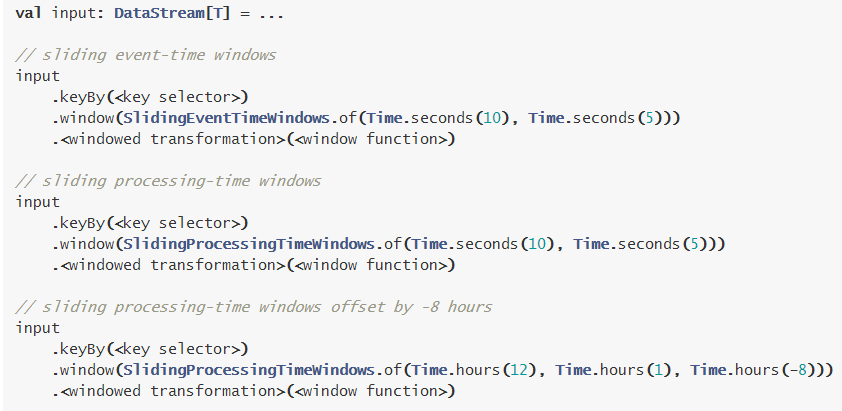 val input: DataStream[T] = ...
// sliding event-time windows
input
.keyBy(<key selector>)
.window(SlidingEventTimeWindows.of(Time.seconds(10), Time.seconds(5)))
.<windowed transformation>(<window function>)
// sliding processing-time windows
input
.keyBy(<key selector>)
.window(SlidingProcessingTimeWindows.of(Time.seconds(10), Time.seconds(5)))
.<windowed transformation>(<window function>)
// sliding processing-time windows offset by -8 hours
input
.keyBy(<key selector>)
.window(SlidingProcessingTimeWindows.of(Time.hours(12), Time.hours(1), Time.hours(-8)))
.<windowed transformation>(<window function>)